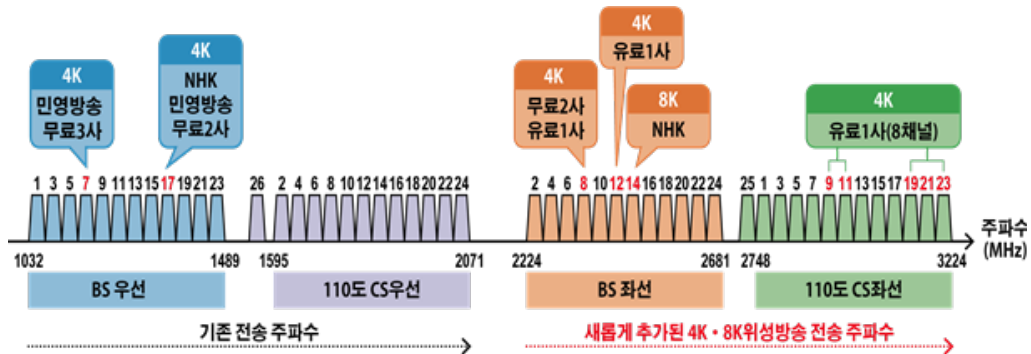 4K
민영방송
무료3사
4K
NHK
민영방송
무료2사
4K
무료2사
유료1사
4K
유료1사
8K
NHK
4K
유료1사(8채널)
1 3 5 7 9 11 13 15 17 19 21 23
26
2 4 6 8 10 12 14 16 18 20 22 24
2 4 6 8 10 12 14 16 18 20 22 24
25 1 3 5 7 9 11 13 15 17 19 21 23
주파수
(MHz)
1032 1489 1595 2071 2224 2681 2748 3224
BS 우선
110도 CS우선
BS 좌선
110도 CS좌선
기존 전송 주파수
새롭게 추가된 4K・8K위성방송 전송 주파수